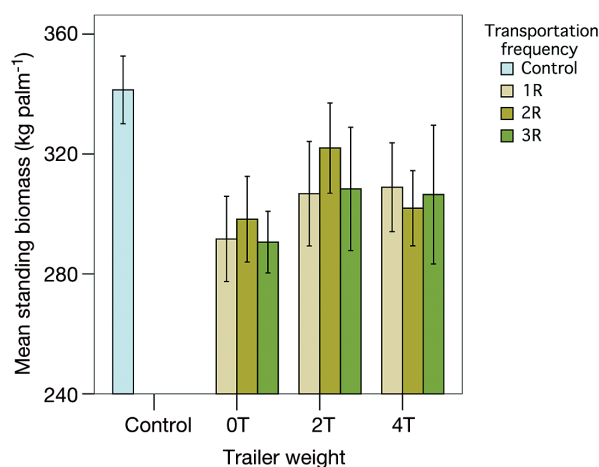 Mean standing biomass (kg palm⁻¹)
360
320
280
240
Control 0T 2T 4T
Trailer weight
Transportation
frequency
Control
1R
2R
3R